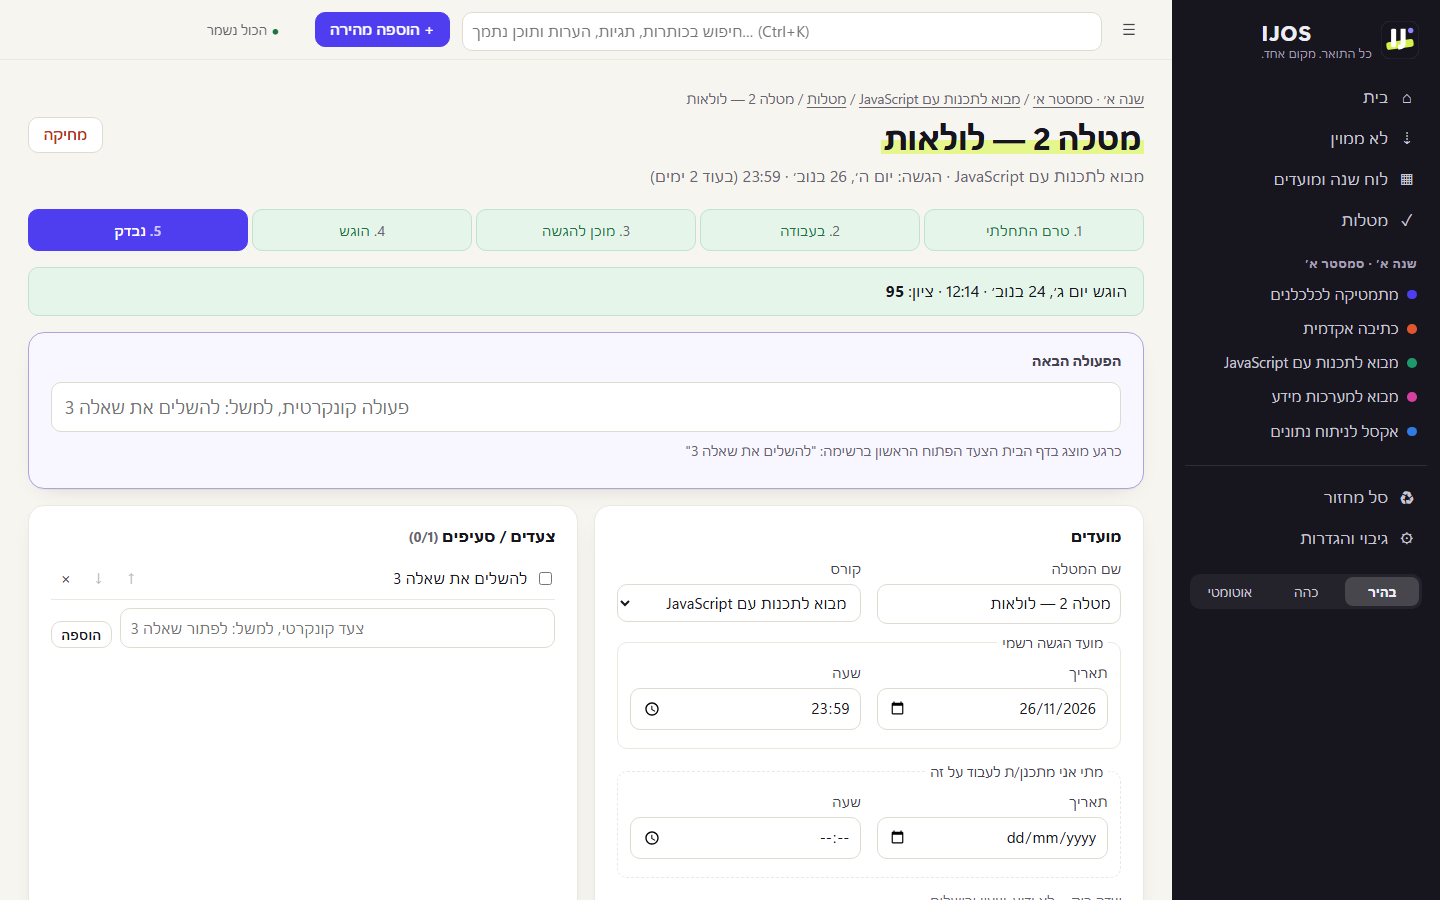 IJOS
כל התואר. מקום אחד.
בית
לא ממוין
לוח שנה ומועדים
מטלות
שנה א׳ · סמסטר א׳
מתמטיקה לכלכלנים
כתיבה אקדמית
מבוא לתכנות עם JavaScript
מבוא למערכות מידע
אקסל לניתוח נתונים
סל מחזור
גיבוי והגדרות
בהיר
כהה
אוטומטי
חיפוש בכותרות, תגיות, הערות ותוכן נתמך… (Ctrl+K)
+ הוספה מהירה
הכול נשמר
שנה א׳ · סמסטר א׳ / מבוא לתכנות עם JavaScript / מטלות / מטלה 2 — לולאות
מטלה 2 — לולאות
מחיקה
מבוא לתכנות עם JavaScript · הגשה: יום ה׳, 26 בנוב׳ · 23:59 (בעוד 2 ימים)
1. טרם התחלתי
2. בעבודה
3. מוכן להגשה
4. הוגש
5. נבדק
הוגש יום ג׳, 24 בנוב׳ · 12:14 · ציון: 95
הפעולה הבאה
פעולה קונקרטית, למשל: להשלים את שאלה 3
כרגע מוצג בדף הבית הצעד הפתוח הראשון ברשימה: "להשלים את שאלה 3"
מועדים
שם המטלה
קורס
מטלה 2 — לולאות
מבוא לתכנות עם JavaScript
מועד הגשה רשמי
תאריך
שעה
26/11/2026
23:59
מתי אני מתכנן/ת לעבוד על זה
תאריך
שעה
dd/mm/yyyy
--:--
צעדים / סעיפים (0/1)
להשלים את שאלה 3
צעד קונקרטי, למשל: לפתור שאלה 3
הוספה